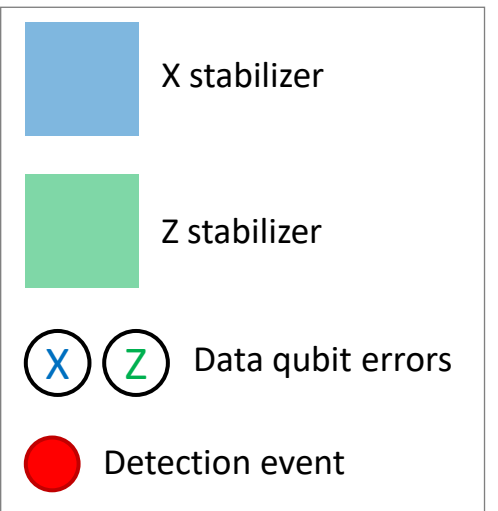 X stabilizer
Z stabilizer
X Z Data qubit errors
Detection event